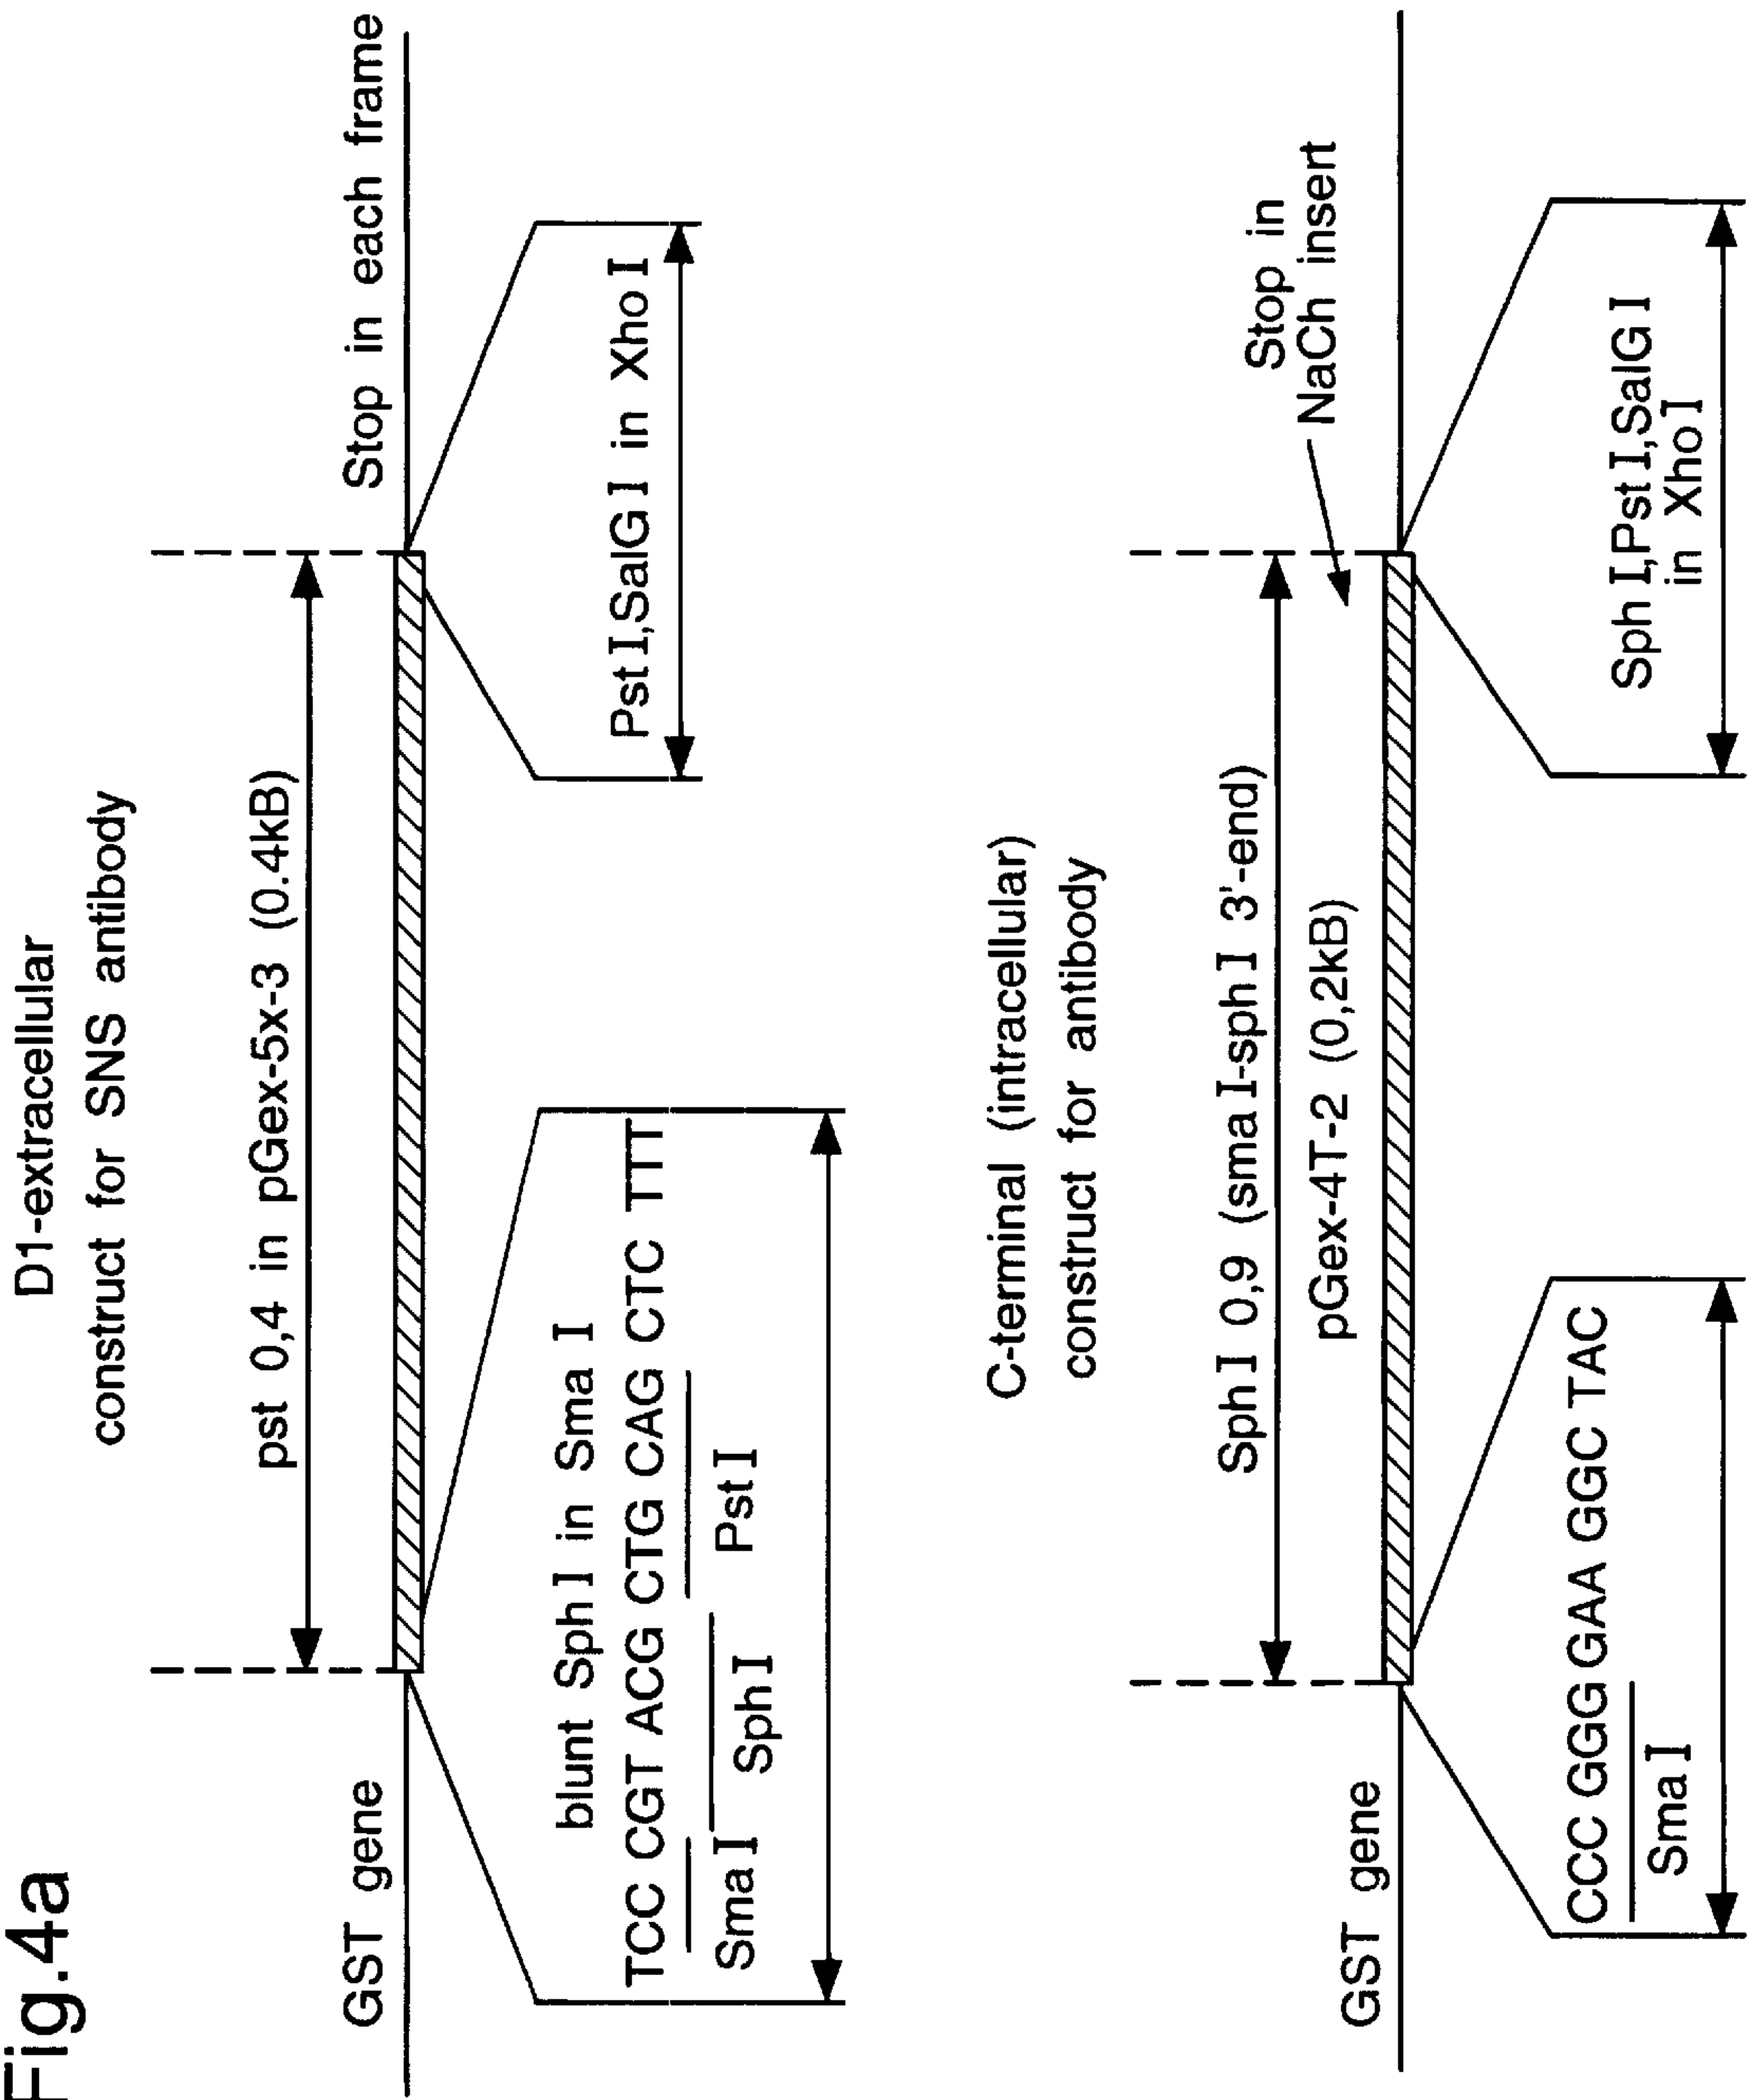 Fig.4a
D1-extracellular
construct for SNS antibody
pst 0,4 in pGex-5x-3 (0.4kB)
GST gene
Stop in each frame
blunt Sph I in Sma I
TCC CGT ACG CTG CAG CTC TTT
Sma I
Sph I
Pst I
Pst I,SalG I in Xho I
C-terminal (intracellular)
construct for antibody
Sph I 0,9 (sma I-sph I 3'-end)
pGex-4T-2 (0,2kB)
Stop in
NaCh insert
GST gene
CCC GGG GAA GGC TAC
Sma I
Sph I,Pst I,SalG I
in Xho I